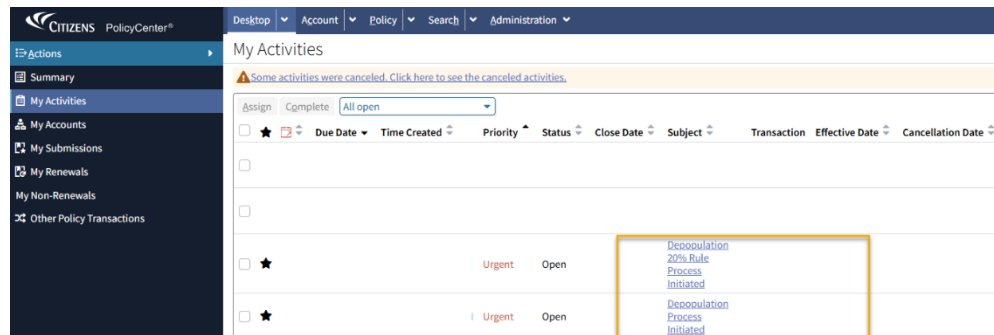 CITIZENS PolicyCenter®
Desktop Account Policy Search Administration
Actions
Summary
My Activities
My Accounts
My Submissions
My Renewals
My Non-Renewals
Other Policy Transactions
My Activities
Some activities were canceled. Click here to see the canceled activities.
Assign Complete All open
Due Date Time Created Priority Status Close Date Subject Transaction Effective Date Cancellation Date
Urgent Open
Depopulation
20% Rule
Process
Initiated
Urgent Open
Depopulation
Process
Initiated